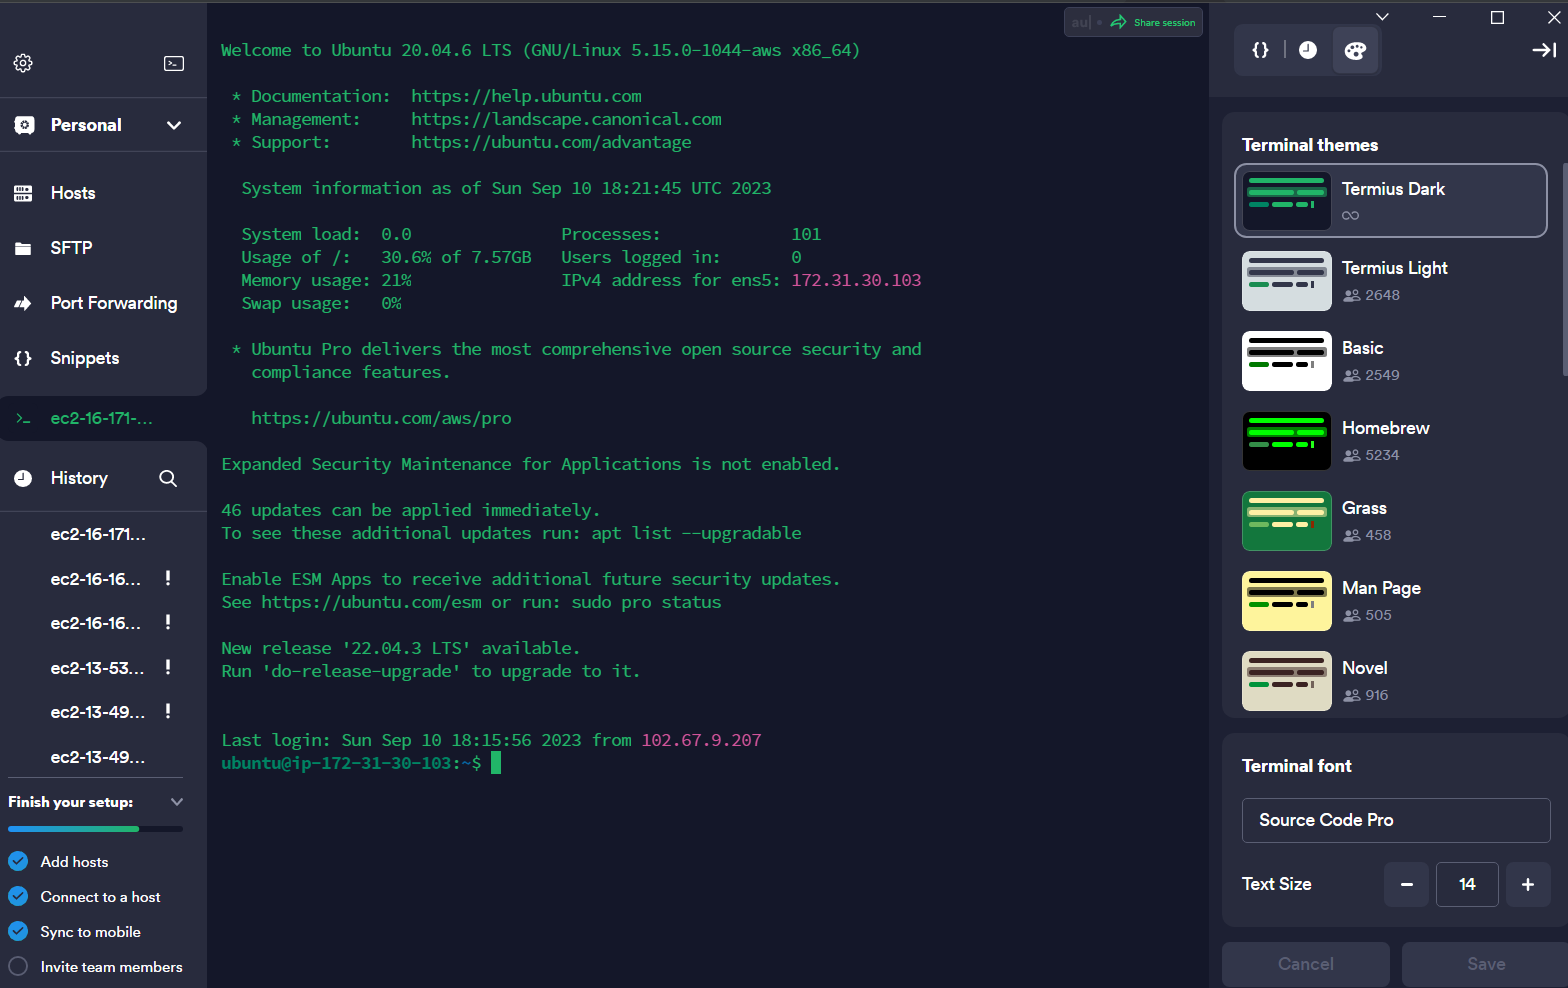 Personal
Hosts
SFTP
Port Forwarding
Snippets
ec2-16-171-...
History
ec2-16-171...
ec2-16-16... !
ec2-16-16... !
ec2-13-53... !
ec2-13-49... !
ec2-13-49...
Finish your setup:
Add hosts
Connect to a host
Sync to mobile
Invite team members
Share session
Welcome to Ubuntu 20.04.6 LTS (GNU/Linux 5.15.0-1044-aws x86_64)
* Documentation: https://help.ubuntu.com
* Management: https://landscape.canonical.com
* Support: https://ubuntu.com/advantage
System information as of Sun Sep 10 18:21:45 UTC 2023
System load: 0.0 Processes: 101
Usage of /: 30.6% of 7.57GB Users logged in: 0
Memory usage: 21% IPv4 address for ens5: 172.31.30.103
Swap usage: 0%
* Ubuntu Pro delivers the most comprehensive open source security and
compliance features.
https://ubuntu.com/aws/pro
Expanded Security Maintenance for Applications is not enabled.
46 updates can be applied immediately.
To see these additional updates run: apt list --upgradable
Enable ESM Apps to receive additional future security updates.
See https://ubuntu.com/esm or run: sudo pro status
New release '22.04.3 LTS' available.
Run 'do-release-upgrade' to upgrade to it.
Last login: Sun Sep 10 18:15:56 2023 from 102.67.9.207
ubuntu@ip-172-31-30-103:~$
Terminal themes
Termius Dark
∞
Termius Light
2648
Basic
2549
Homebrew
5234
Grass
458
Man Page
505
Novel
916
Terminal font
Source Code Pro
Text Size - 14 +
Cancel Save